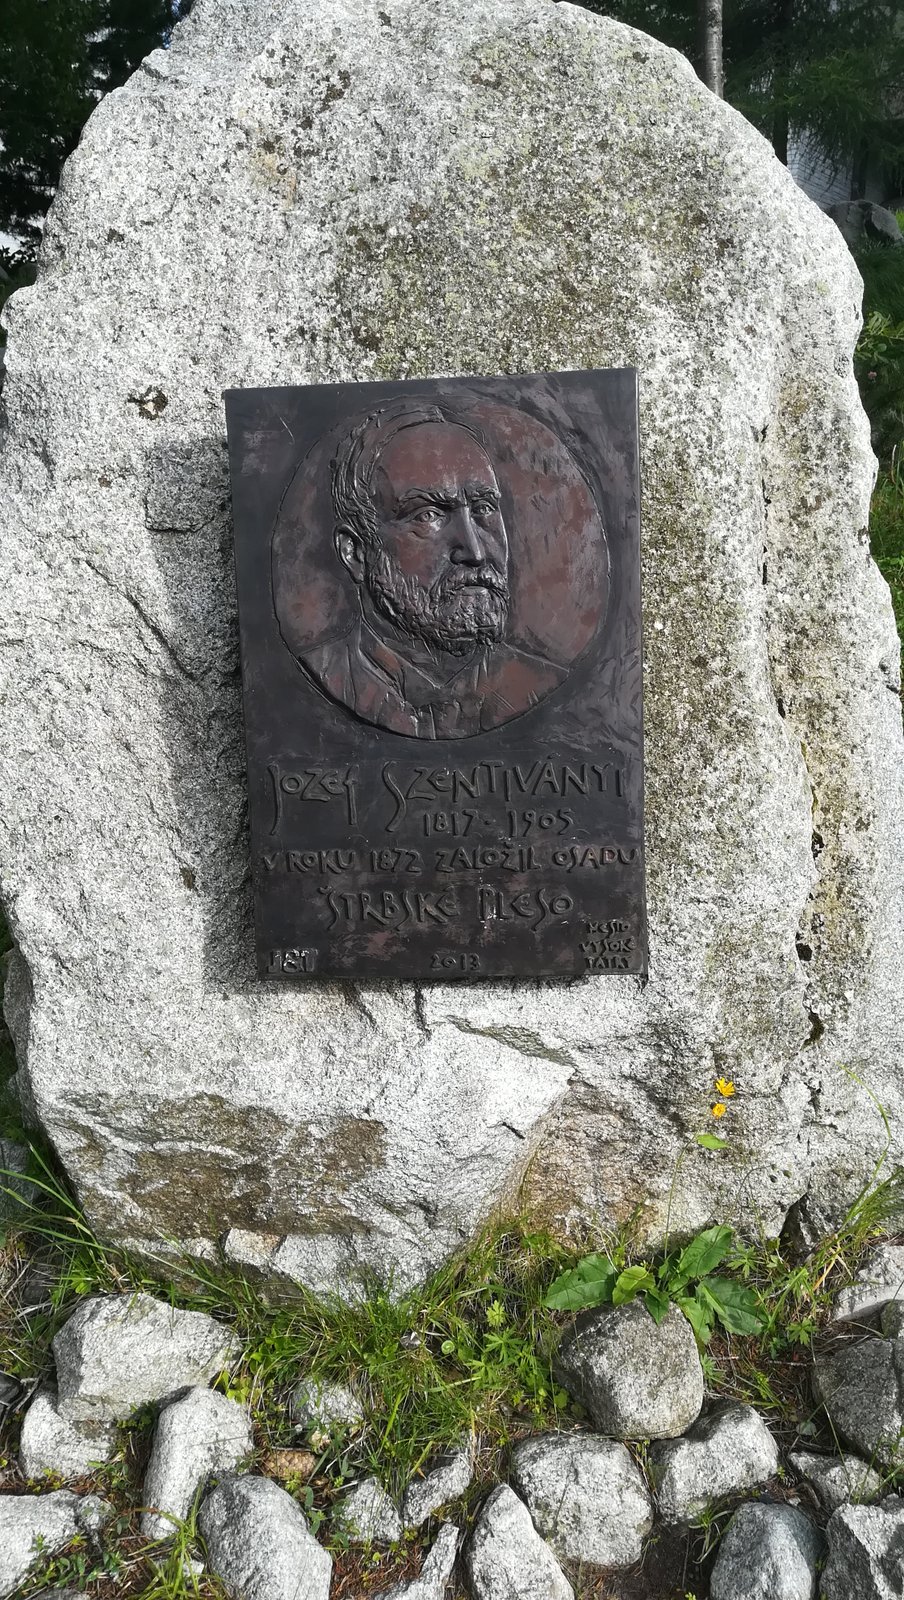 JOZEF SZENTIVÁNYI
1817 - 1905
V ROKU 1872 ZALOŽIL OSADU
ŠTRBSKÉ PLESO
MESTO
VYSOKÉ
TATRY
2013